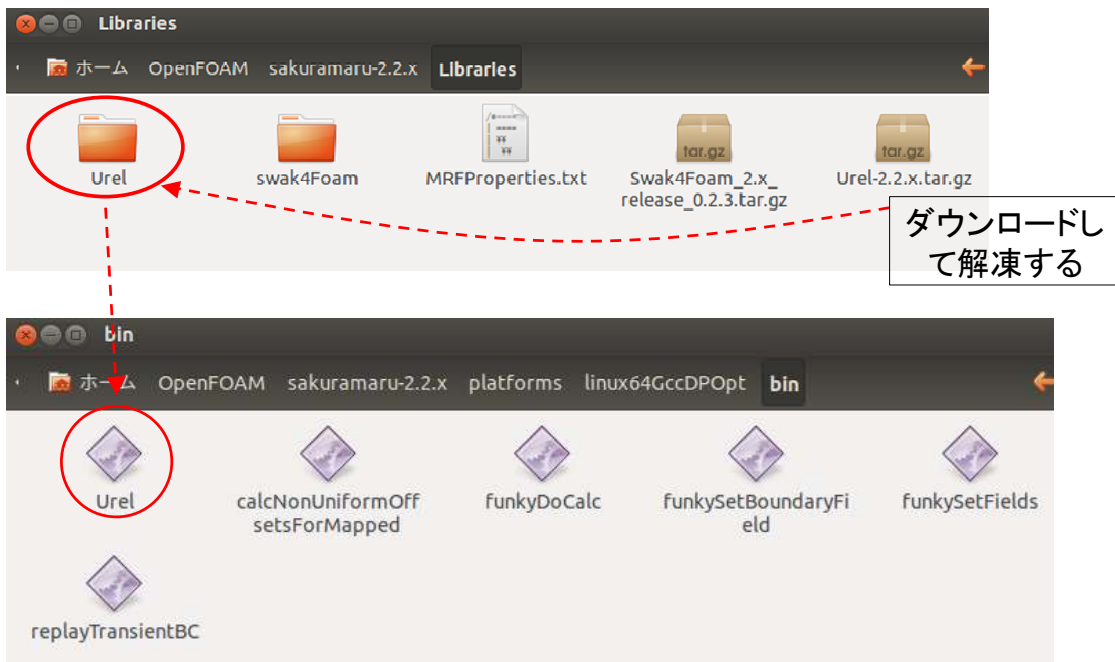 Libraries
ホーム OpenFOAM sakuramaru-2.2.x Libraries
Urel swak4Foam MRFProperties.txt Swak4Foam_2.x_ Urel-2.2.x.tar.gz
release_0.2.3.tar.gz
tar.gz tar.gz
ダウンロードし
て解凍する
bin
ホーム OpenFOAM sakuramaru-2.2.x platforms linux64GccDPOpt bin
Urel calcNonUniformOff funkyDoCalc funkySetBoundaryFi funkySetFields
setsForMapped eld
replayTransientBC